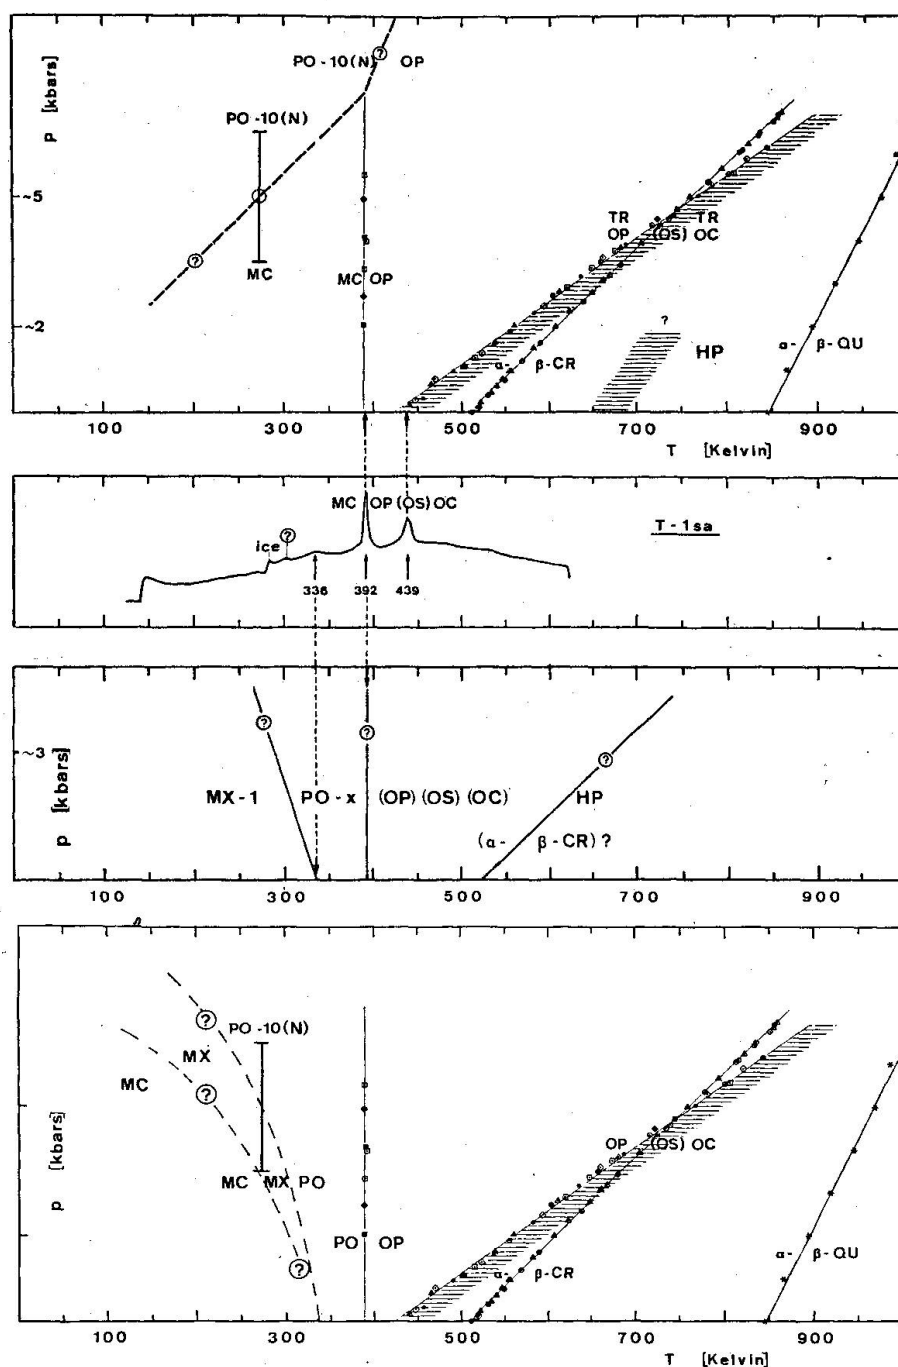 PO-10(N) OP
PO-10(N)
MC
~5
~2
P [kbars]
MC OP
TR TR
OP (OS) OC
?
HP
α- β-CR
α- β-QU
100 300 500 700 900
T [Kelvin]
MC OP (OS) OC
ice
?
336 392 439
T-1sa
~3
p [kbars]
?
?
?
MX-1 PO-x (OP) (OS) (OC) HP
(α- β-CR)?
100 300 500 700 900
?
PO-10(N)
MX
MC
?
MC MX PO
?
p [kbars]
PO OP
OP (OS) OC
α- β-CR
α- β-QU
100 300 500 700 900
T [Kelvin]